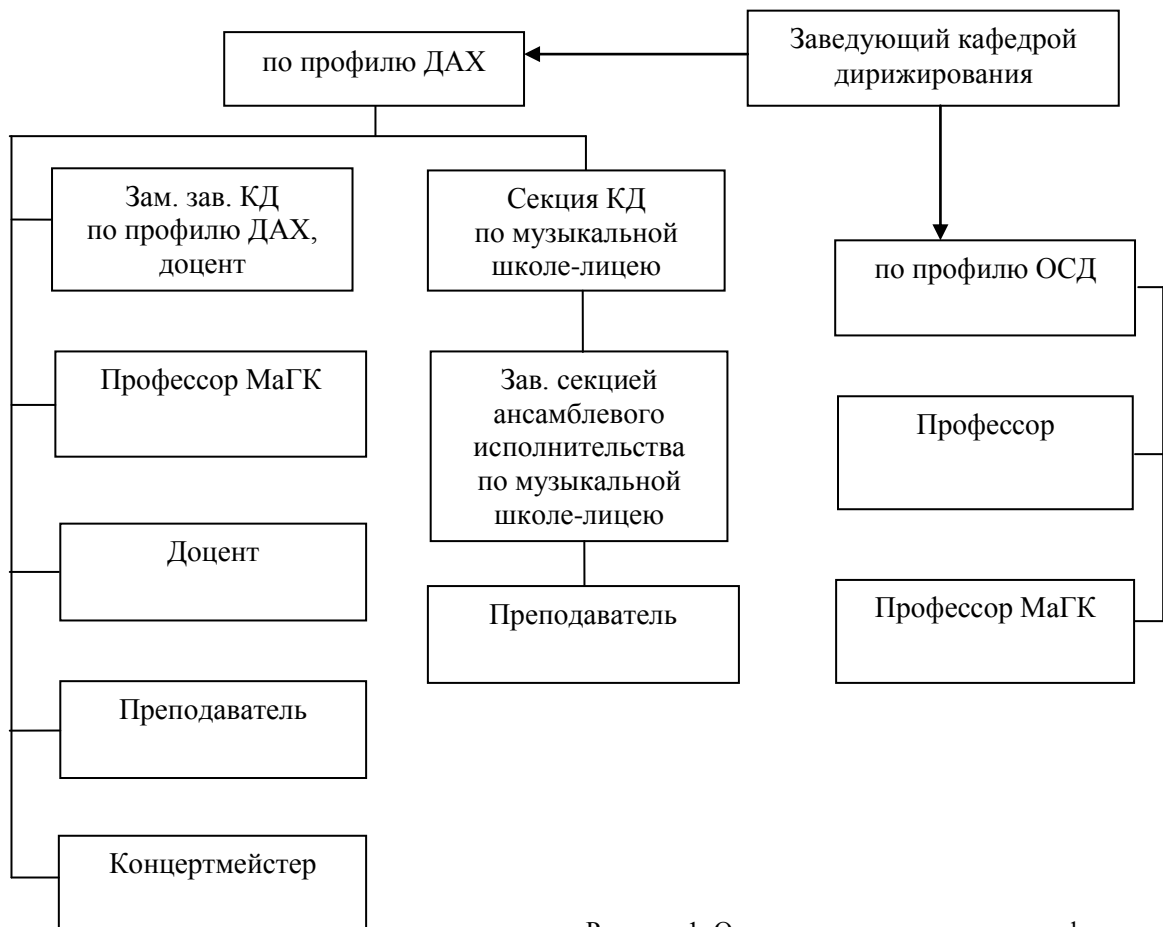 по профилю ДАХ
Заведующий кафедрой
дирижирования
Зам. зав. КД
по профилю ДАХ,
доцент
Секция КД
по музыкальной
школе-лицею
по профилю ОСД
Профессор МаГК
Зав. секцией
ансамблевого
исполнительства
по музыкальной
школе-лицею
Профессор
Доцент
Преподаватель
Профессор МаГК
Преподаватель
Концертмейстер